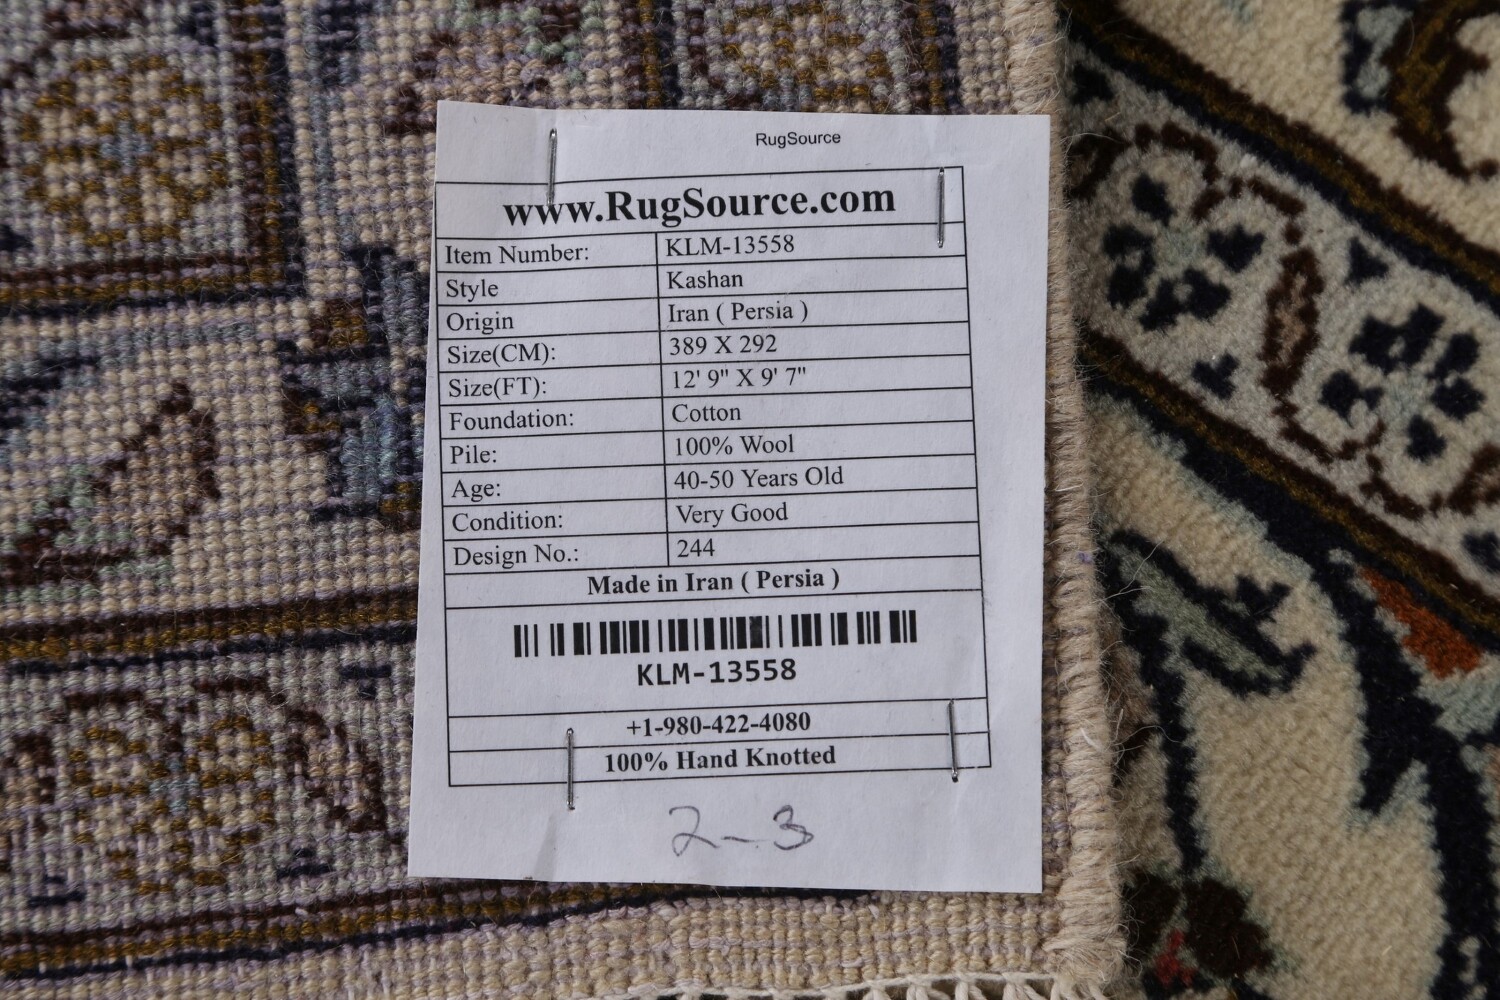 RugSource
www.RugSource.com
Item Number: KLM-13558
Style Kashan
Origin Iran ( Persia )
Size(CM): 389 X 292
Size(FT): 12' 9" X 9' 7"
Foundation: Cotton
Pile: 100% Wool
Age: 40-50 Years Old
Condition: Very Good
Design No.: 244
Made in Iran ( Persia )
KLM-13558
+1-980-422-4080
100% Hand Knotted
2-3